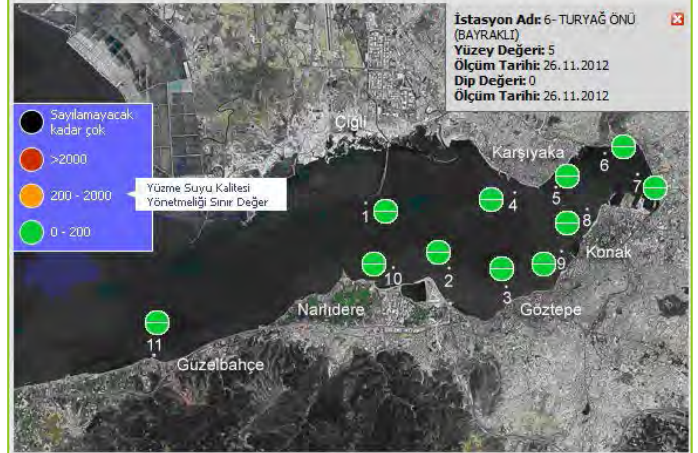 İstasyon Adı: 6- TURYAĞ ÖNÜ
(BAYRAKLI)
Yüzey Değeri: 5
Ölçüm Tarihi: 26.11.2012
Dip Değeri: 0
Ölçüm Tarihi: 26.11.2012
Sayılamayacak
kadar çok
>2000
200 - 2000
Yüzme Suyu Kalitesi
Yönetmeliği Sınır Değer
0 - 200
Çiğli
Karşıyaka
6
7
5
4
1
8
Konak
9
10
2
3
Narlıdere
Göztepe
11
Güzelbahçe